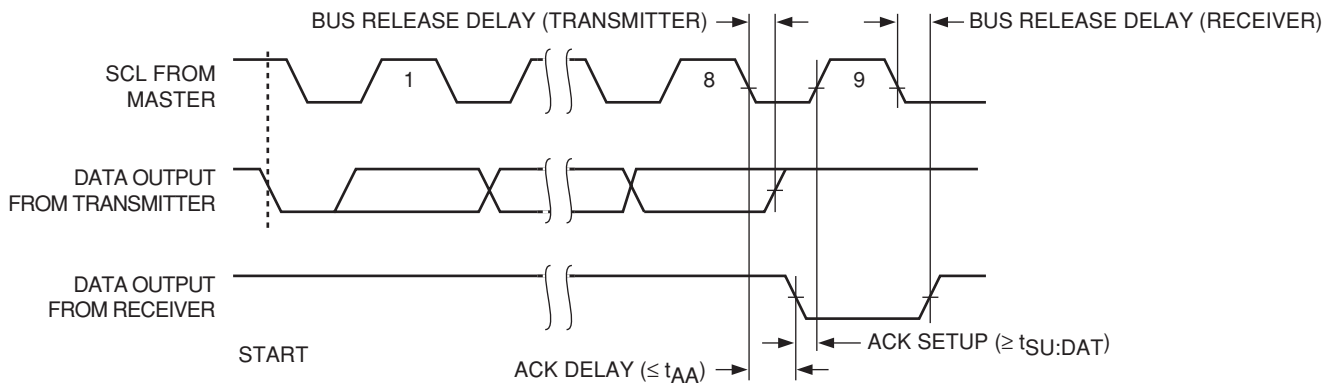 BUS RELEASE DELAY (TRANSMITTER)
BUS RELEASE DELAY (RECEIVER)
SCL FROM
MASTER
1
8
9
DATA OUTPUT
FROM TRANSMITTER
DATA OUTPUT
FROM RECEIVER
START
ACK SETUP (≥ tSU:DAT)
ACK DELAY (≤ tAA)